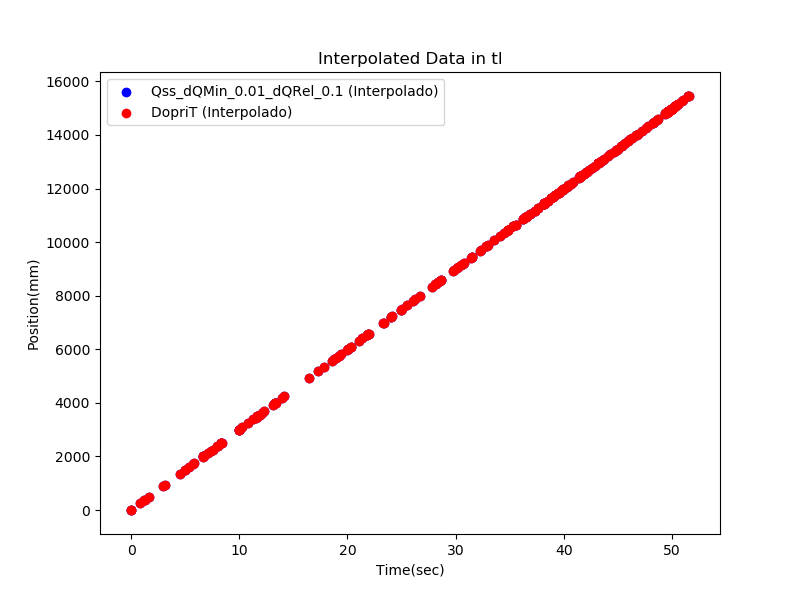 Interpolated Data in tl
Qss_dQMin_0.01_dQRel_0.1 (Interpolado)
DopriT (Interpolado)
16000
14000
12000
10000
8000
6000
4000
2000
0
Position(mm)
0 10 20 30 40 50
Time(sec)